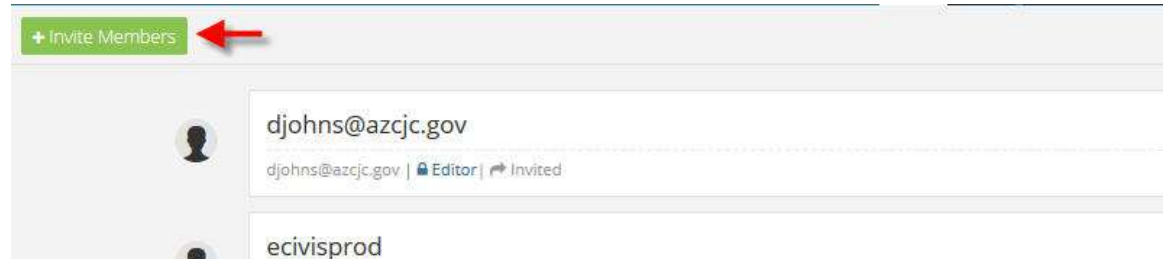 + Invite Members
djohns@azcjc.gov
djohns@azcjc.gov | Editor | Invited
ecivisprod